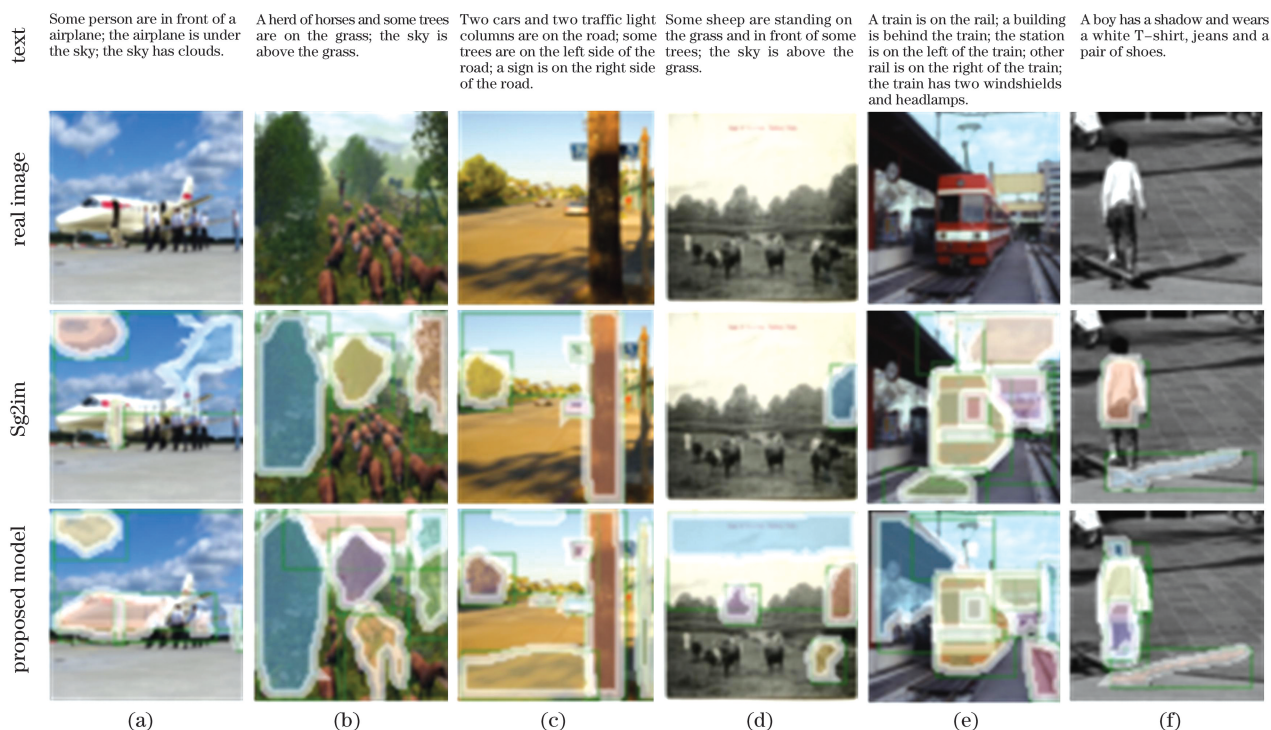 text
Some person are in front of a
airplane; the airplane is under
the sky; the sky has clouds.
A herd of horses and some trees
are on the grass; the sky is
above the grass.
Two cars and two traffic light
columns are on the road; some
trees are on the left side of the
road; a sign is on the right side
of the road.
Some sheep are standing on
the grass and in front of some
trees; the sky is above the
grass.
A train is on the rail; a building
is behind the train; the station
is on the left of the train; other
rail is on the right of the train;
the train has two windshields
and headlamps.
A boy has a shadow and wears
a white T-shirt, jeans and a
pair of shoes.
real image
Sg2im
proposed model
(a)
(b)
(c)
(d)
(e)
(f)